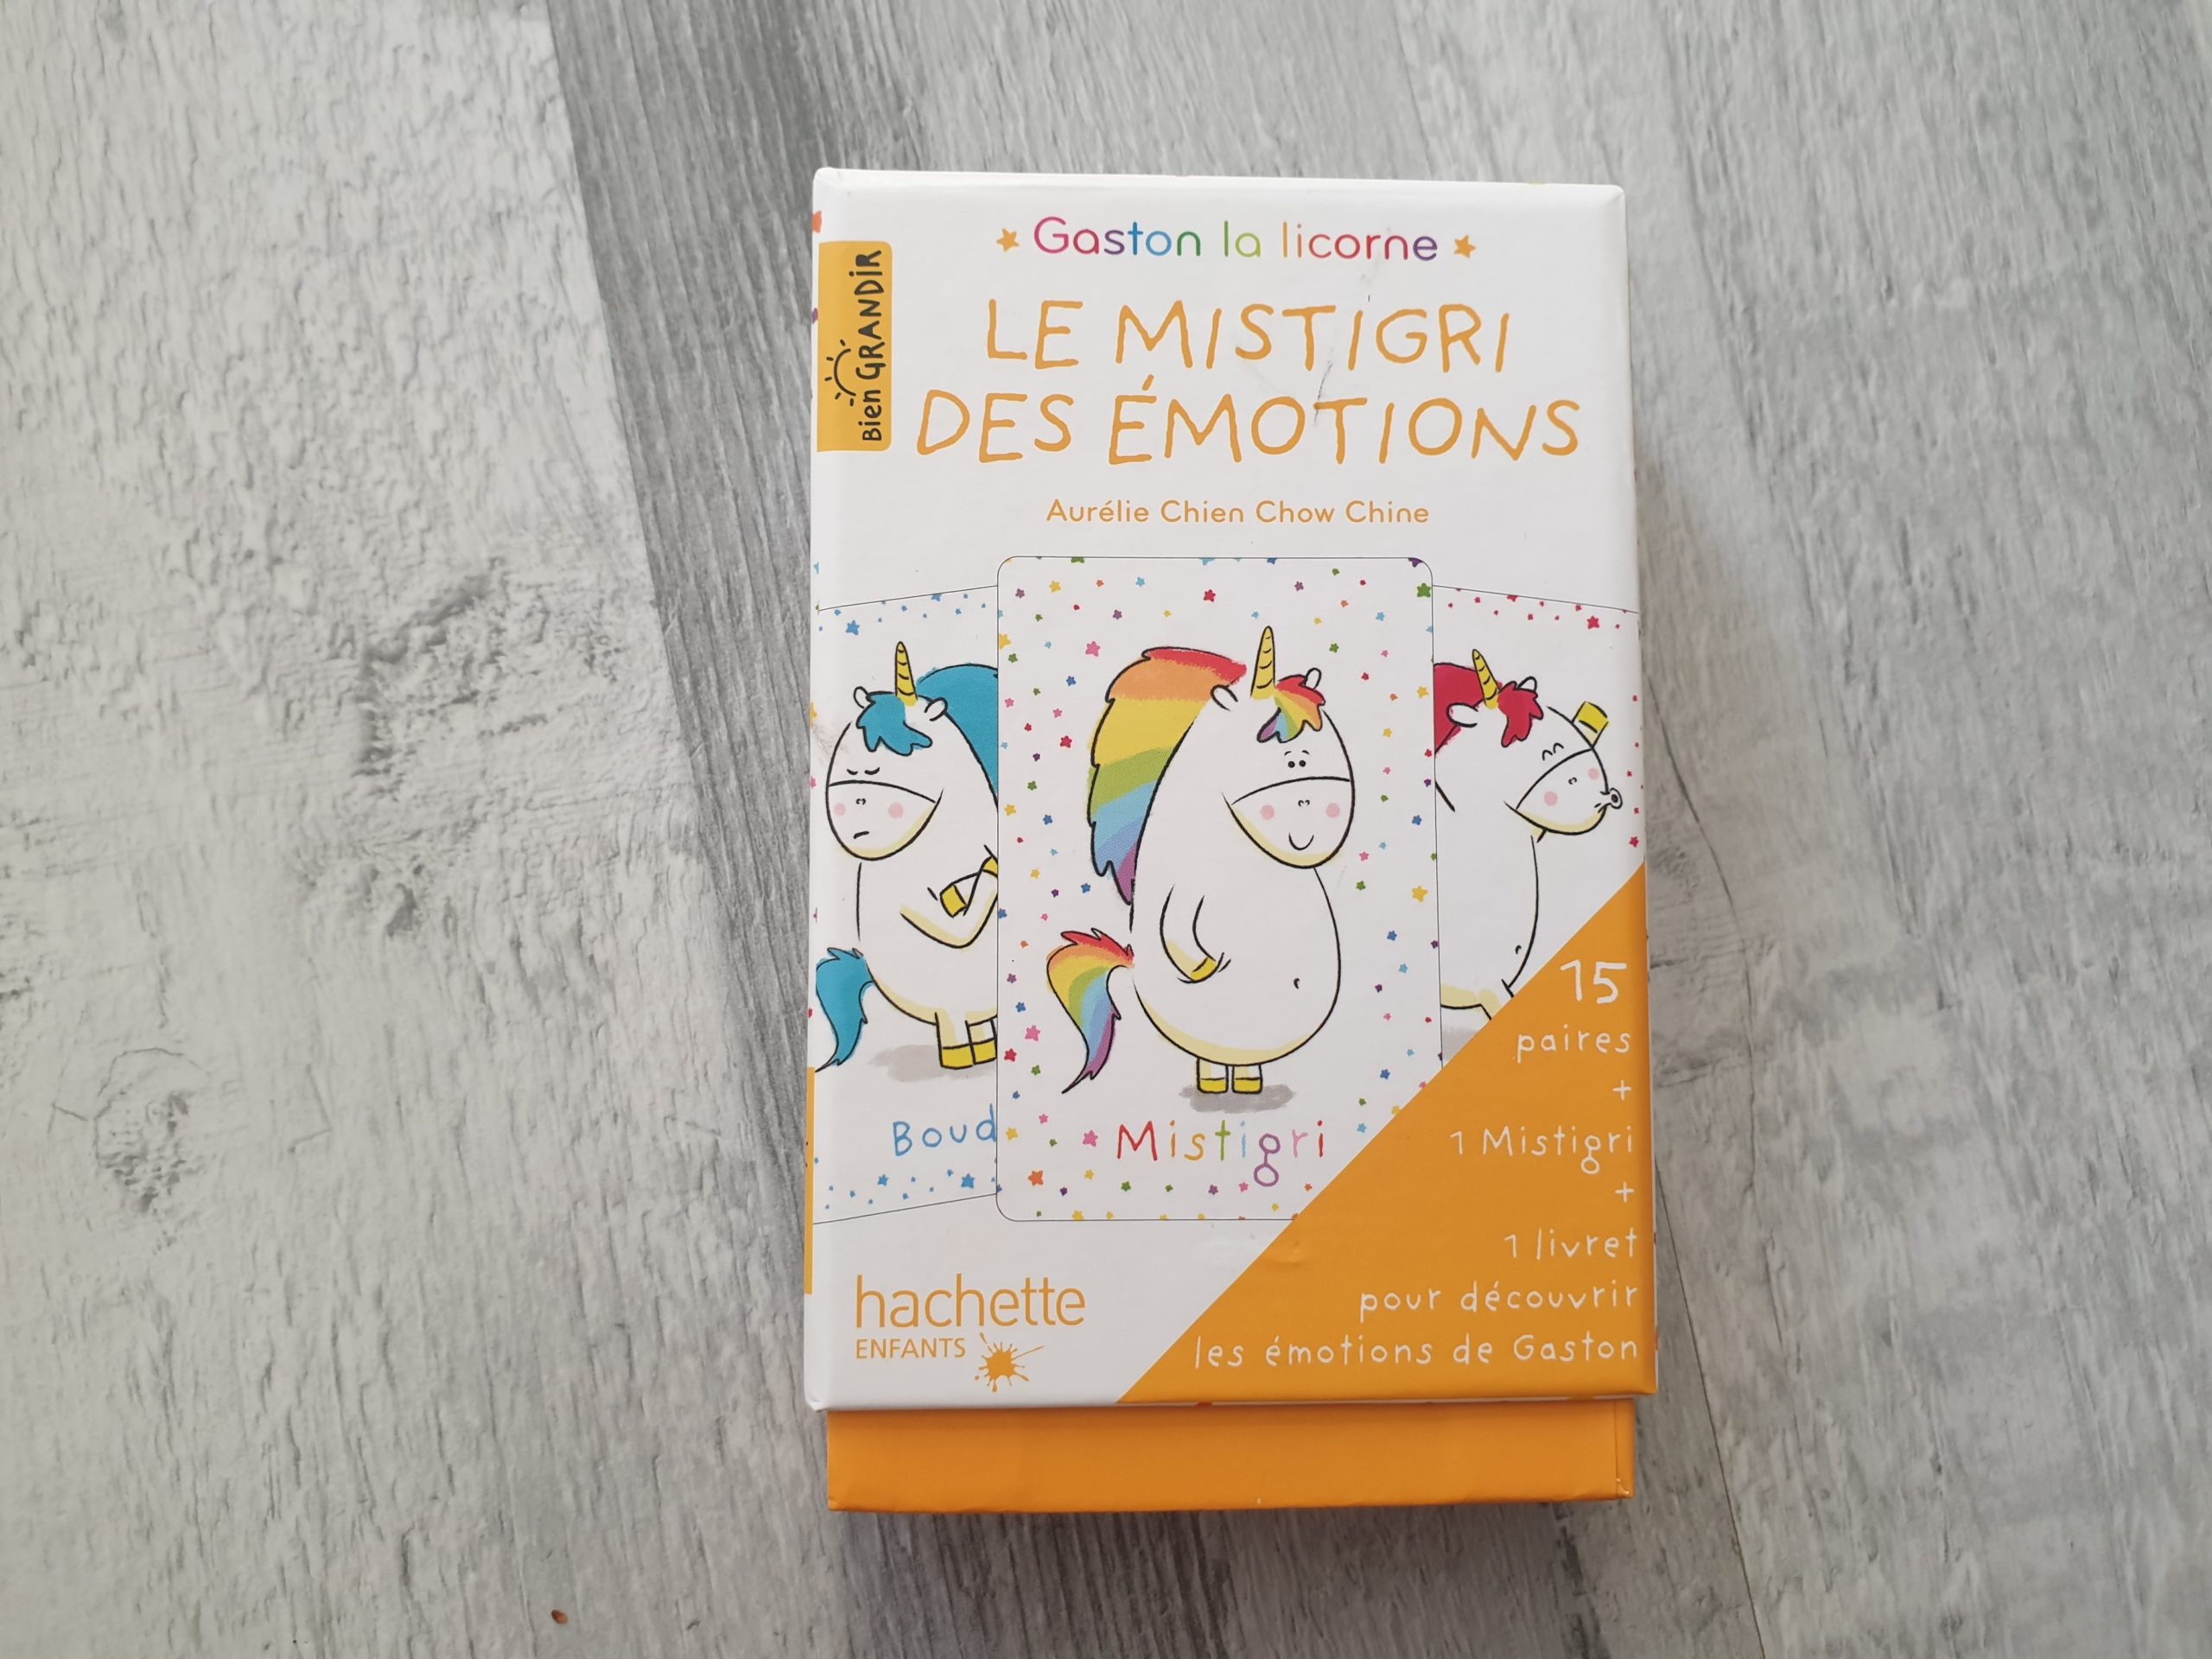 Gaston la licorne
Bien GRANDIR
LE MISTIGRI
DES ÉMOTIONS
Aurélie Chien Chow Chine
Boud
Mistigri
15
paires
+
1 Mistigri
+
1 livret
pour découvrir
les émotions de Gaston
hachette
ENFANTS